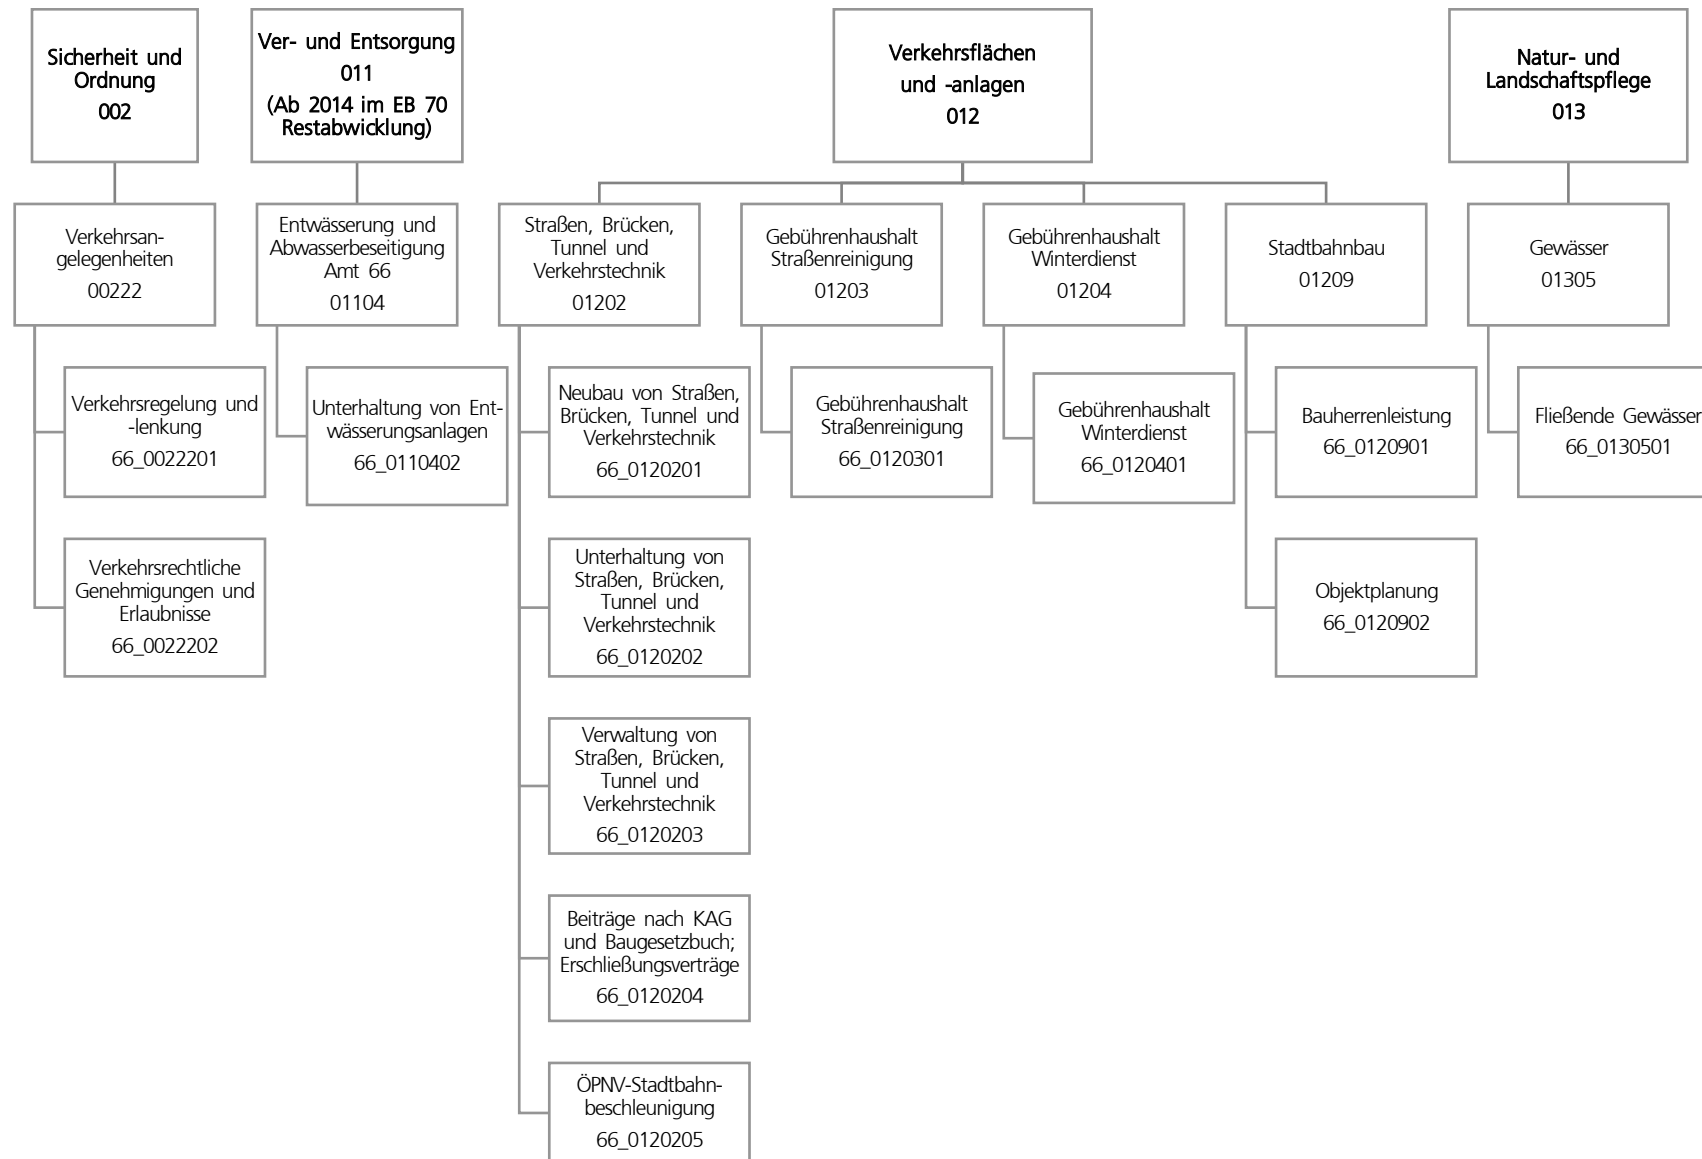 Sicherheit und
Ordnung
002
Ver- und Entsorgung
011
(Ab 2014 im EB 70
Restabwicklung)
Verkehrsflächen
und -anlagen
012
Natur- und
Landschaftspflege
013
Verkehrsan-
gelegenheiten
00222
Entwässerung und
Abwasserbeseitigung
Amt 66
01104
Straßen, Brücken,
Tunnel und
Verkehrstechnik
01202
Gebührenhaushalt
Straßenreinigung
01203
Gebührenhaushalt
Winterdienst
01204
Stadtbahnbau
01209
Gewässer
01305
Verkehrsregelung und
-lenkung
66_0022201
Unterhaltung von Ent-
wässerungsanlagen
66_0110402
Neubau von Straßen,
Brücken, Tunnel und
Verkehrstechnik
66_0120201
Gebührenhaushalt
Straßenreinigung
66_0120301
Gebührenhaushalt
Winterdienst
66_0120401
Bauherrenleistung
66_0120901
Fließende Gewässer
66_0130501
Verkehrsrechtliche
Genehmigungen und
Erlaubnisse
66_0022202
Unterhaltung von
Straßen, Brücken,
Tunnel und
Verkehrstechnik
66_0120202
Objektplanung
66_0120902
Verwaltung von
Straßen, Brücken,
Tunnel und
Verkehrstechnik
66_0120203
Beiträge nach KAG
und Baugesetzbuch;
Erschließungsverträge
66_0120204
ÖPNV-Stadtbahn-
beschleunigung
66_0120205